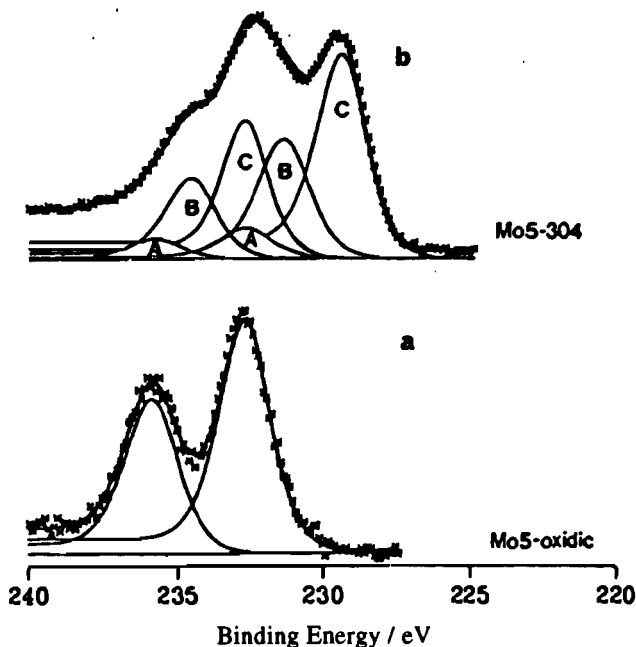 b
C
C
B
B
A
A
Mo5-304
a
Mo5-oxidic
240 235 230 225 220
Binding Energy / eV